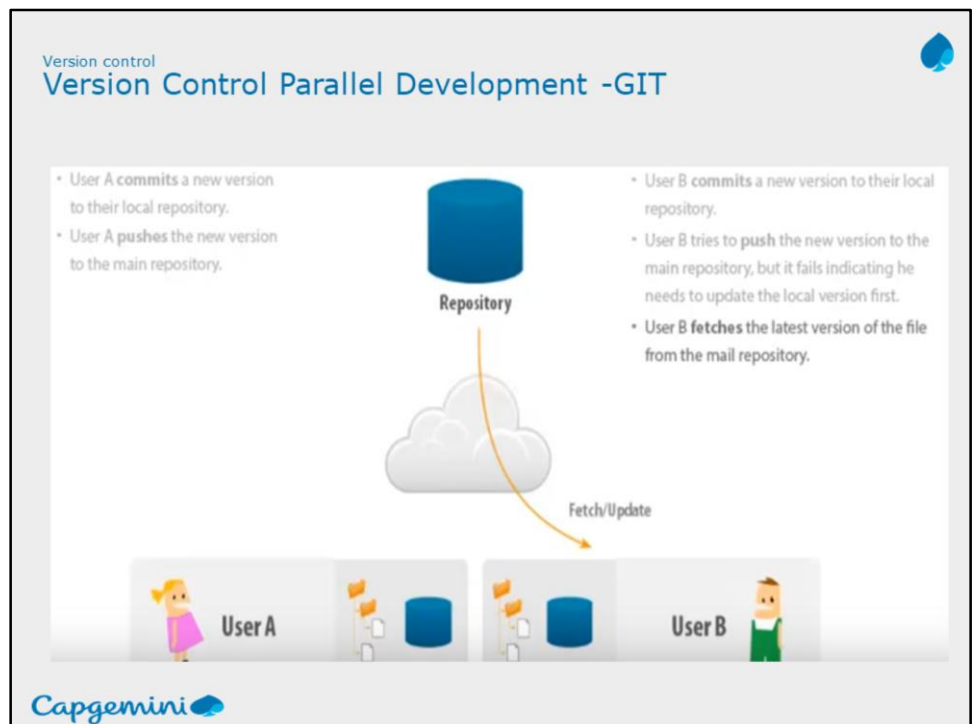 Version control
Version Control Parallel Development -GIT
• User A commits a new version
to their local repository.
• User A pushes the new version
to the main repository.
Repository
• User B commits a new version to their local
repository.
• User B tries to push the new version to the
main repository, but it fails indicating he
needs to update the local version first.
• User B fetches the latest version of the file
from the mail repository.
Fetch/Update
User A
User B
Capgemini